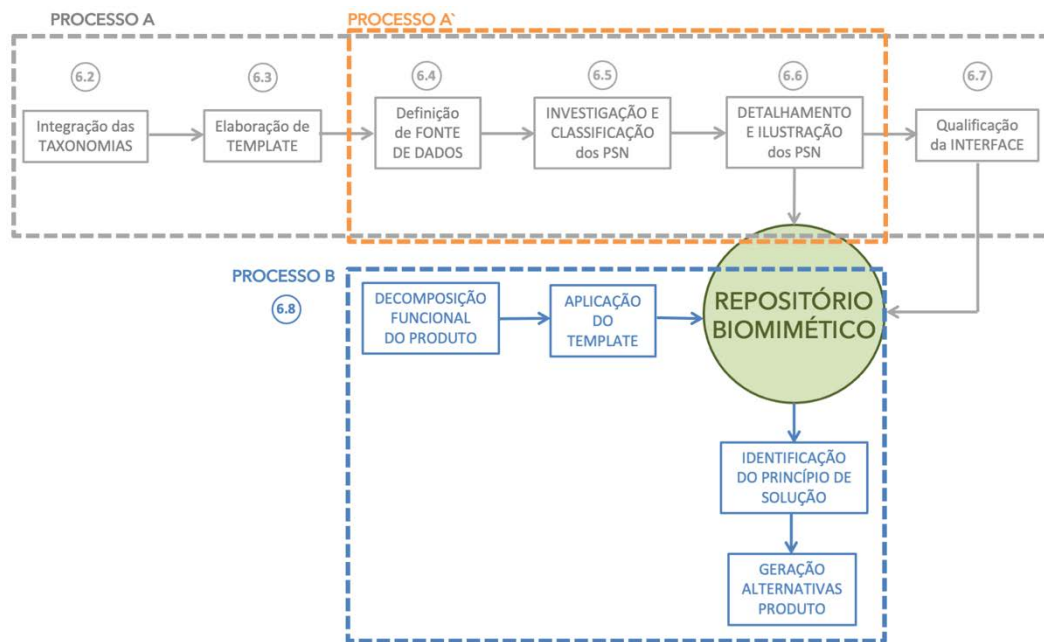 PROCESSO A
PROCESSO A`
6.2
6.3
6.4
6.5
6.6
6.7
Integração das
TAXONOMIAS
Elaboração de
TEMPLATE
Definição
de FONTE
DE DADOS
INVESTIGAÇÃO E
CLASSIFICAÇÃO
dos PSN
DETALHAMENTO
E ILUSTRAÇÃO
dos PSN
Qualificação
da INTERFACE
PROCESSO B
6.8
DECOMPOSIÇÃO
FUNCIONAL
DO PRODUTO
APLICAÇÃO
DO
TEMPLATE
REPOSITÓRIO
BIOMIMÉTICO
IDENTIFICAÇÃO
DO PRINCÍPIO DE
SOLUÇÃO
GERAÇÃO
ALTERNATIVAS
PRODUTO